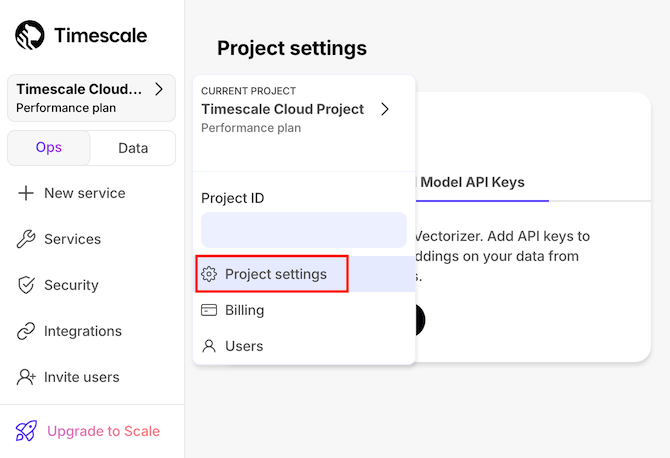 Timescale
Timescale Cloud...
Performance plan
Ops
Data
New service
Services
Security
Integrations
Invite users
Upgrade to Scale
Project settings
CURRENT PROJECT
Timescale Cloud Project
Performance plan
Project ID
Project settings
Billing
Users
Model API Keys
Vectorizer. Add API keys to
ddings on your data from
s.